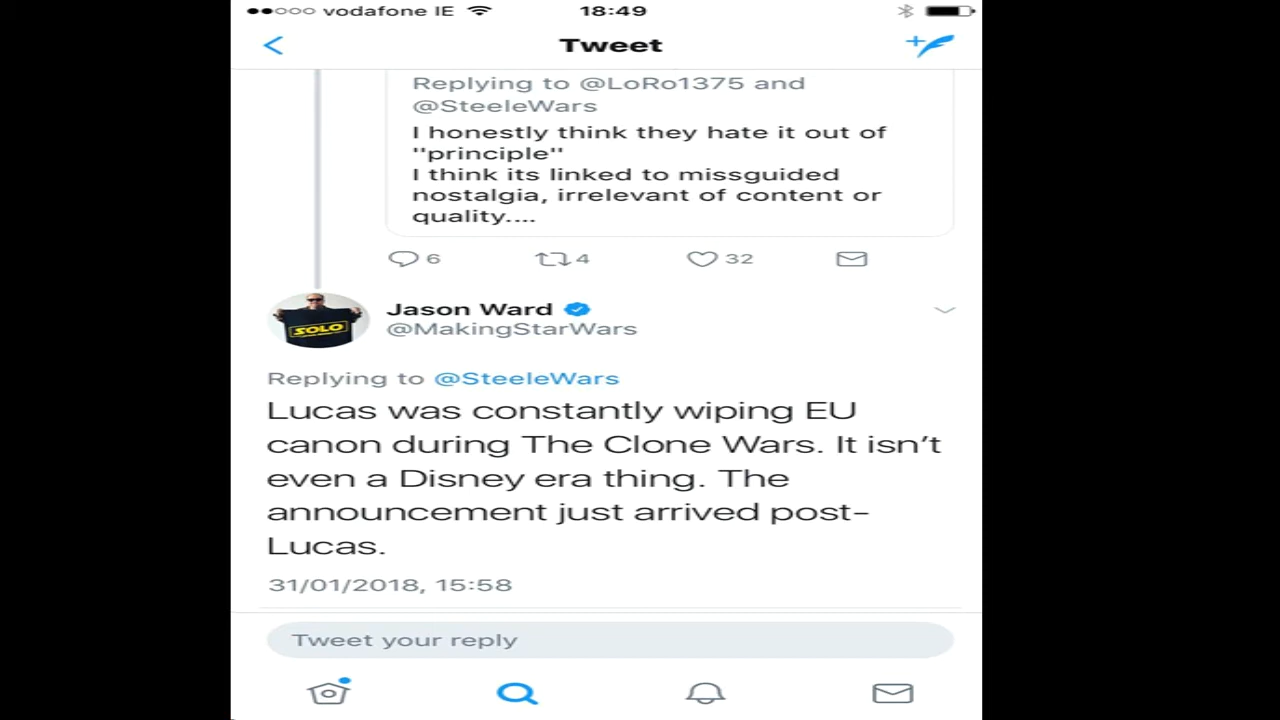 vodafone IE
18:49
Tweet
Replying to @LoRo1375 and
@SteeleWars
I honestly think they hate it out of
"principle"
I think its linked to missguided
nostalgia, irrelevant of content or
quality....
6 4 32
SOLO
Jason Ward
@MakingStarWars
Replying to @SteeleWars
Lucas was constantly wiping EU
canon during The Clone Wars. It isn't
even a Disney era thing. The
announcement just arrived post-
Lucas.
31/01/2018, 15:58
Tweet your reply